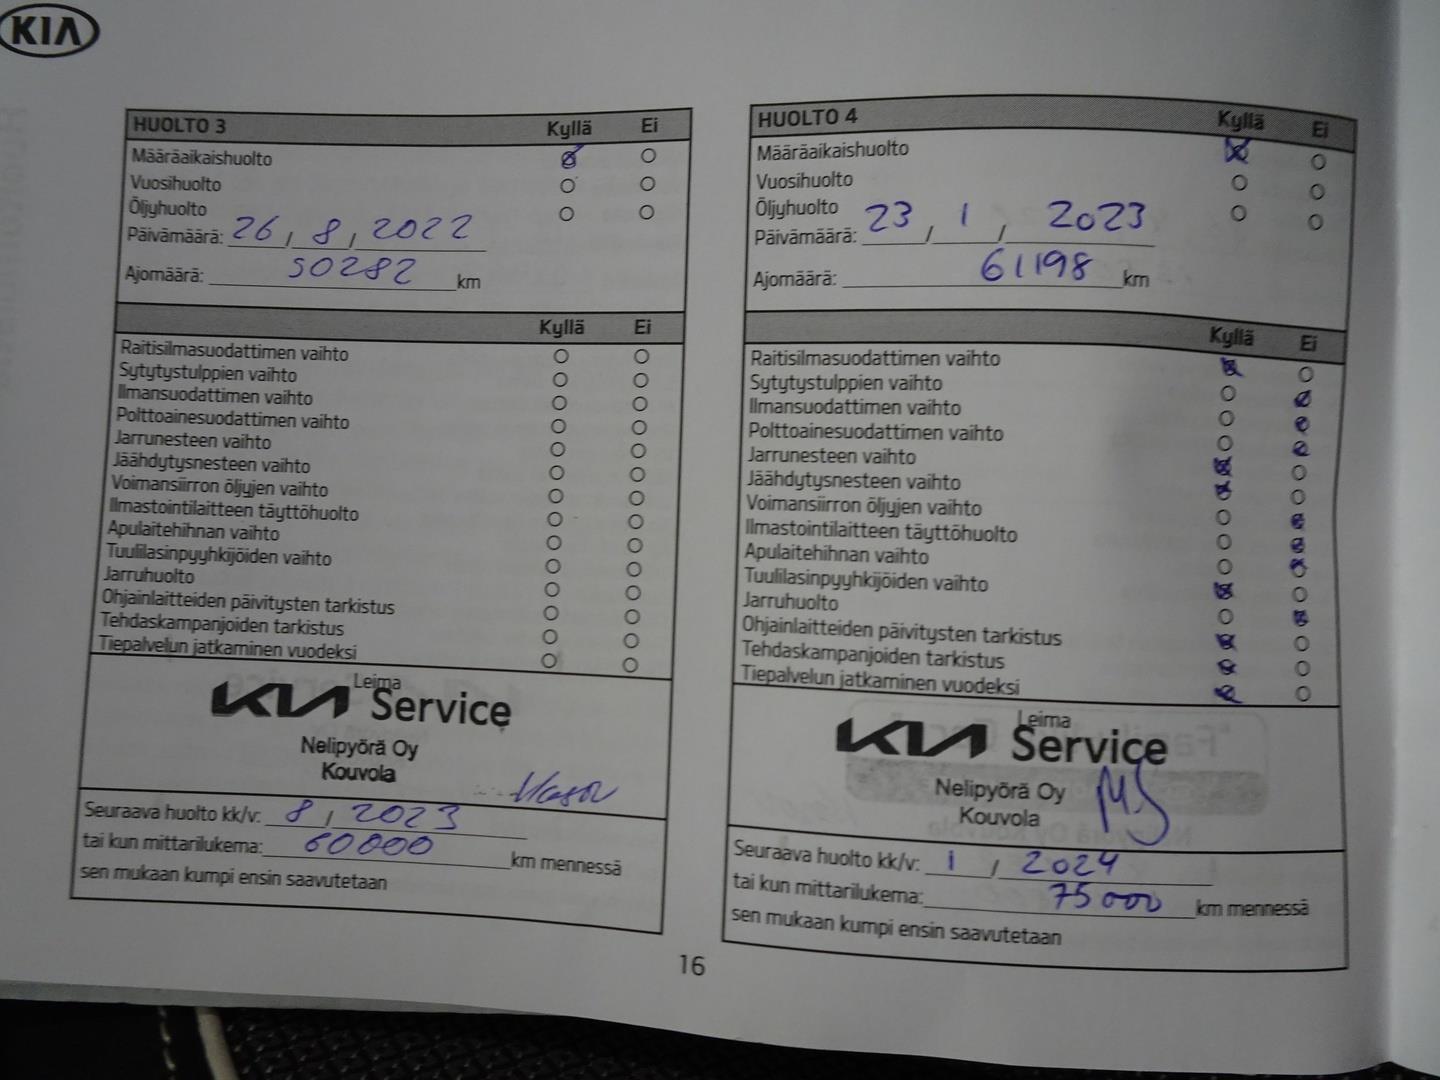 KIA
HUOLTO 3 Kyllä Ei
Määräaikaishuolto
Vuosihuolto
Öljyhuolto
Päivämäärä: 26 / 8 / 2022
Ajomäärä: 50282 km
Kyllä Ei
Raitisilmasuodattimen vaihto
Sytytystulppien vaihto
Ilmansuodattimen vaihto
Polttoainesuodattimen vaihto
Jarrunesteen vaihto
Jäähdytysnesteen vaihto
Voimansiirron öljyjen vaihto
Ilmastointilaitteen täyttöhuolto
Apulaitehihnan vaihto
Tuulilasinpyyhkijöiden vaihto
Jarruhuolto
Ohjainlaitteiden päivitysten tarkistus
Tehdaskampanjoiden tarkistus
Tiepalvelun jatkaminen vuodeksi
Leima
KIA Service
Nelipyörä Oy
Kouvola
Seuraava huolto kk/v: 8 / 2023
tai kun mittarilukema: 60000 km mennessä
sen mukaan kumpi ensin saavutetaan
HUOLTO 4 Kyllä Ei
Määräaikaishuolto
Vuosihuolto
Öljyhuolto
Päivämäärä: 23 / 1 / 2023
Ajomäärä: 61198 km
Kyllä Ei
Raitisilmasuodattimen vaihto
Sytytystulppien vaihto
Ilmansuodattimen vaihto
Polttoainesuodattimen vaihto
Jarrunesteen vaihto
Jäähdytysnesteen vaihto
Voimansiirron öljyjen vaihto
Ilmastointilaitteen täyttöhuolto
Apulaitehihnan vaihto
Tuulilasinpyyhkijöiden vaihto
Jarruhuolto
Ohjainlaitteiden päivitysten tarkistus
Tehdaskampanjoiden tarkistus
Tiepalvelun jatkaminen vuodeksi
Leima
KIA Service
Nelipyörä Oy
Kouvola
MS
Seuraava huolto kk/v: 1 / 2024
tai kun mittarilukema: 75000 km mennessä
sen mukaan kumpi ensin saavutetaan
16